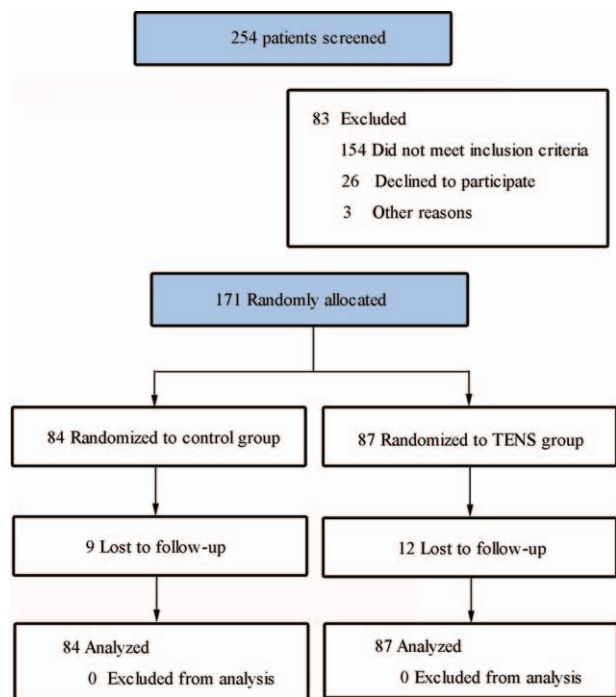 254 patients screened
83 Excluded
154 Did not meet inclusion criteria
26 Declined to participate
3 Other reasons
171 Randomly allocated
84 Randomized to control group
87 Randomized to TENS group
9 Lost to follow-up
12 Lost to follow-up
84 Analyzed
0 Excluded from analysis
87 Analyzed
0 Excluded from analysis